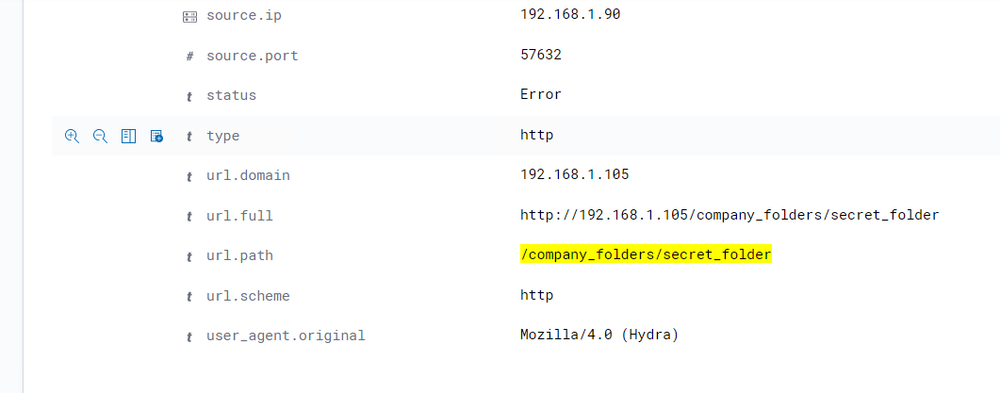 source.ip 192.168.1.90
# source.port 57632
t status Error
t type http
t url.domain 192.168.1.105
t url.full http://192.168.1.105/company_folders/secret_folder
t url.path /company_folders/secret_folder
t url.scheme http
t user_agent.original Mozilla/4.0 (Hydra)